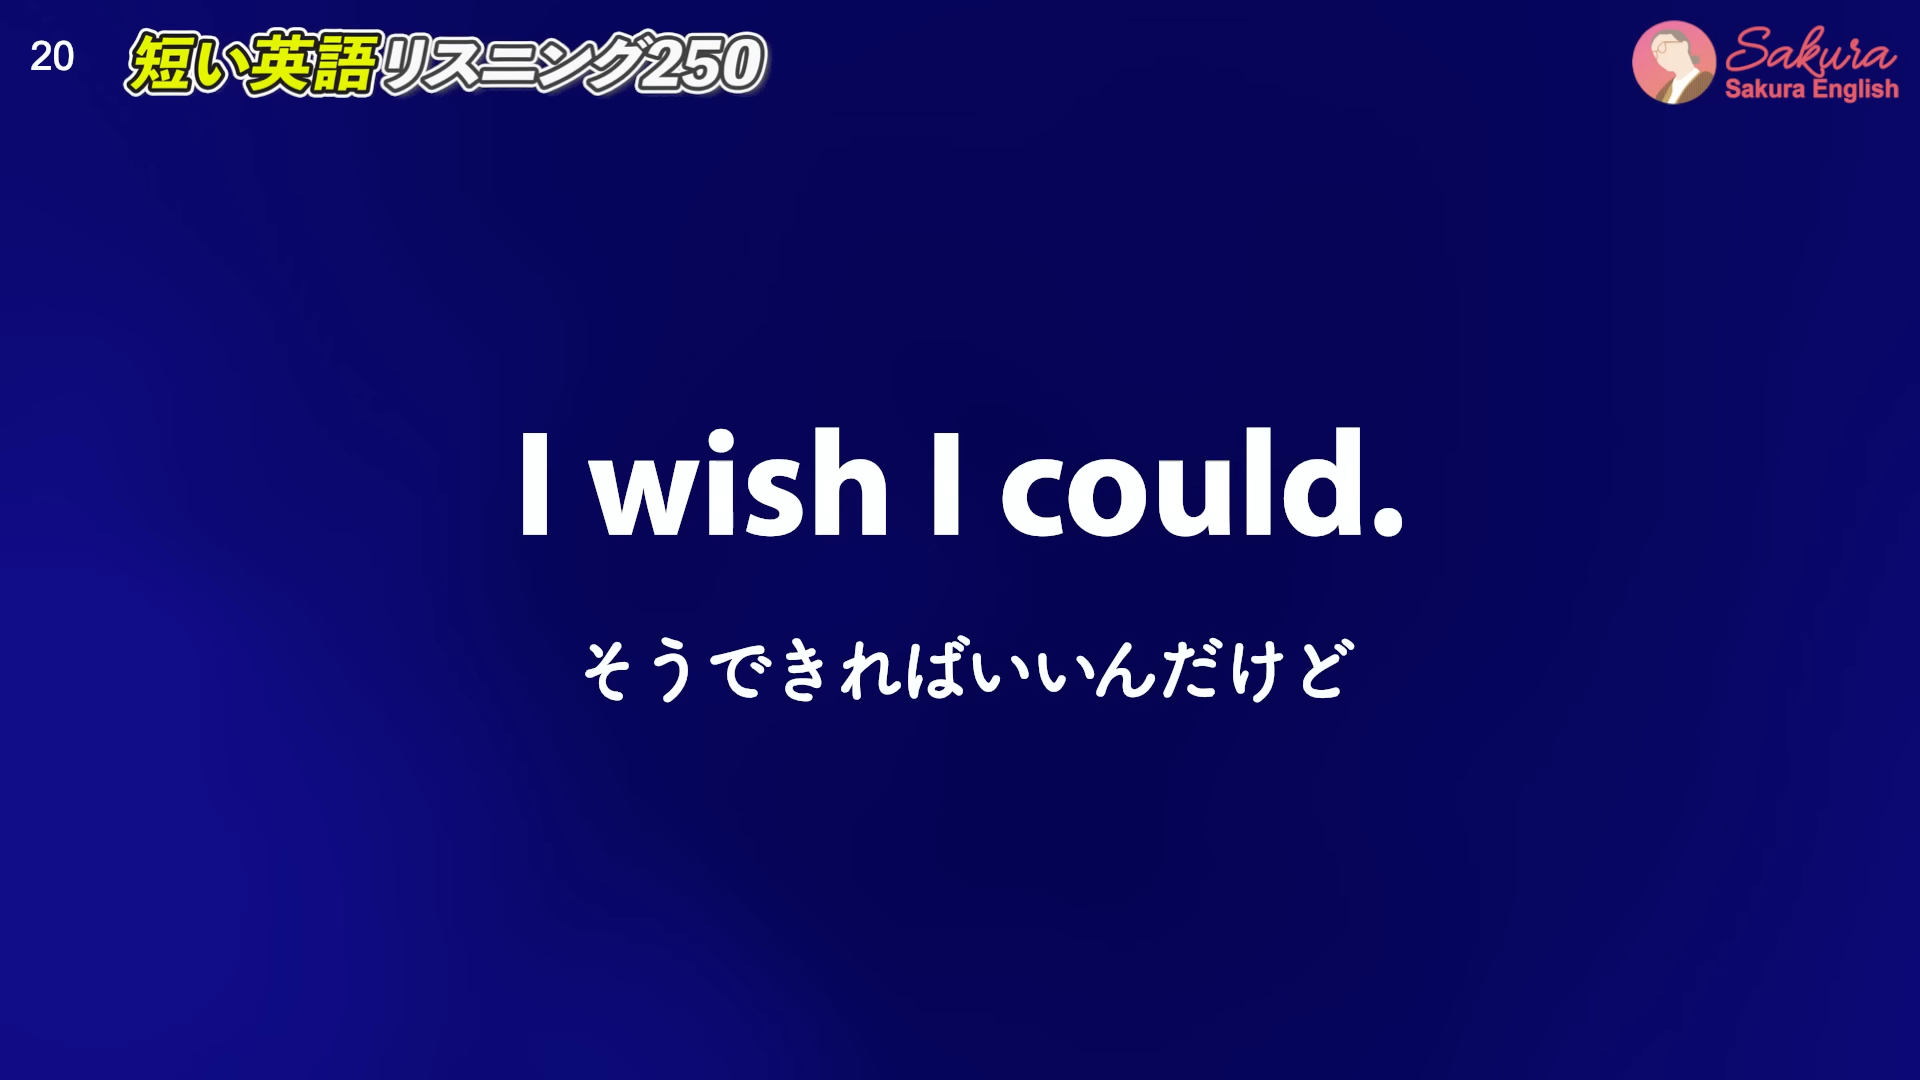 20
短い英語リスニング250
Sakura
Sakura English
I wish I could.
そうできればいいんだけど